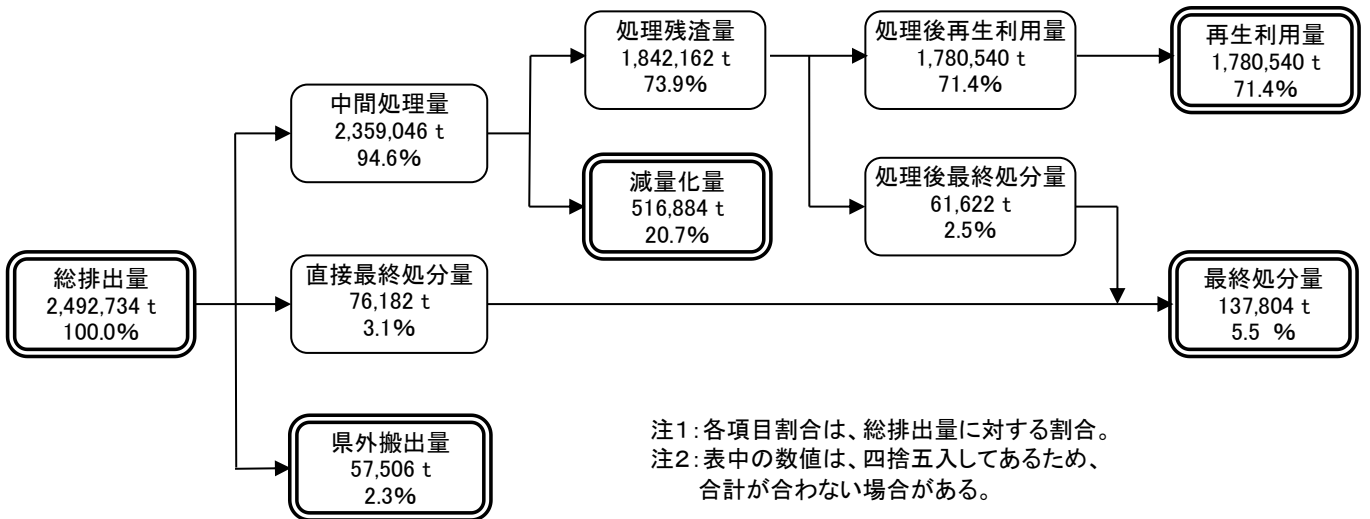 処理残渣量
1,842,162 t
73.9%
処理後再生利用量
1,780,540 t
71.4%
再生利用量
1,780,540 t
71.4%
中間処理量
2,359,046 t
94.6%
減量化量
516,884 t
20.7%
処理後最終処分量
61,622 t
2.5%
総排出量
2,492,734 t
100.0%
直接最終処分量
76,182 t
3.1%
最終処分量
137,804 t
5.5 %
県外搬出量
57,506 t
2.3%
注1:各項目割合は、総排出量に対する割合。
注2:表中の数値は、四捨五入してあるため、
合計が合わない場合がある。